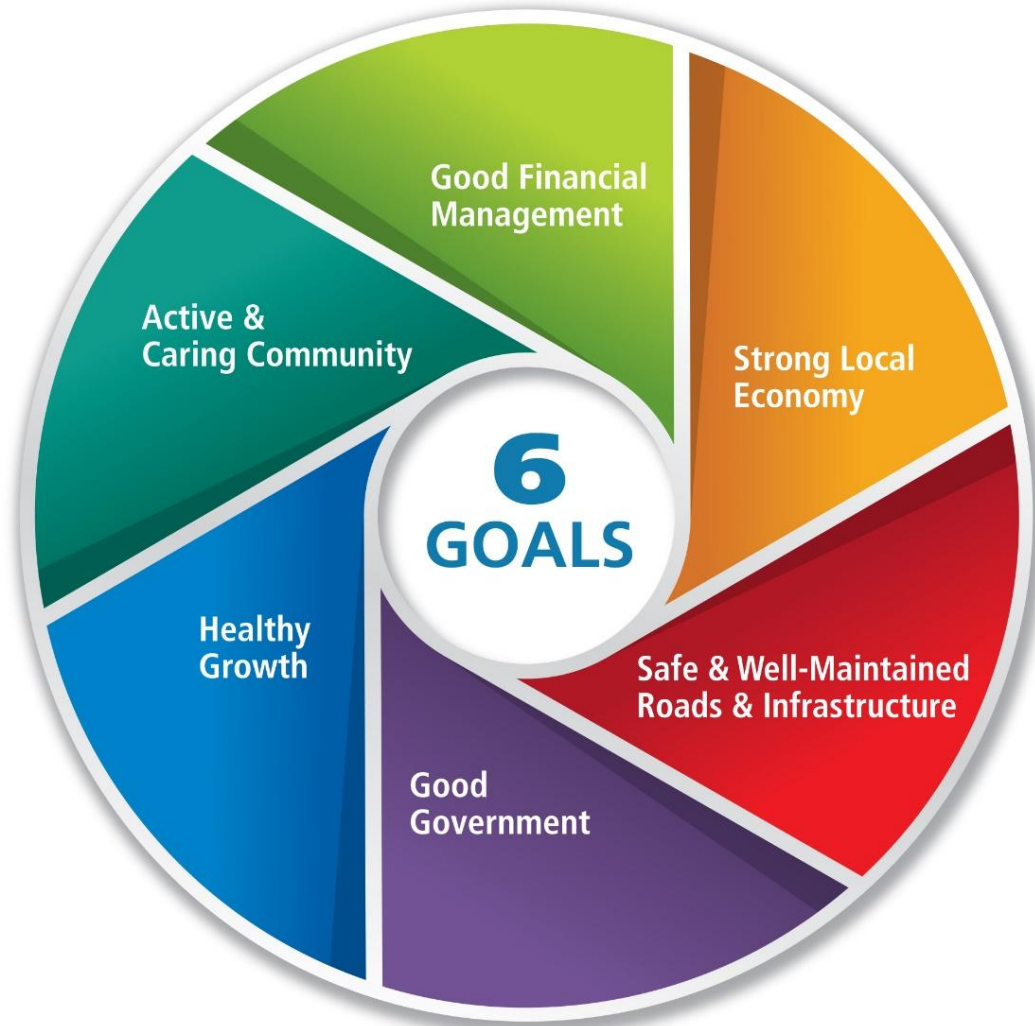 Good Financial
Management
Active &
Caring Community
Strong Local
Economy
6
GOALS
Healthy
Growth
Safe & Well-Maintained
Roads & Infrastructure
Good
Government